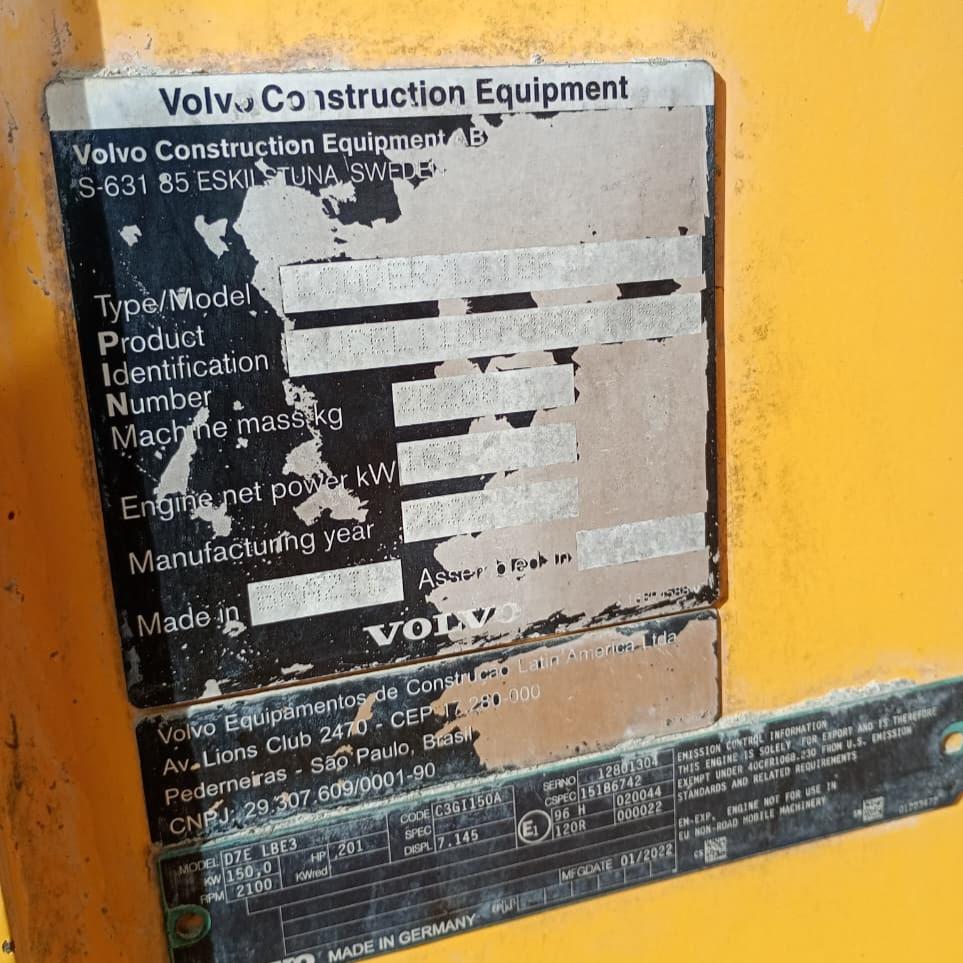 Volvo Construction Equipment
Volvo Construction Equipment AB
S-631 85 ESKILSTUNA, SWEDEN
Type/Model
Product
Identification
Number
Machine mass kg
Engine net power kW 169
Manufacturing year
Made in BRAZIL Assembled in
VOLVO
Volvo Equipamentos de Construcao Latin America Ltda
Av. Lions Club 2470 - CEP 17.280-000
Pederneiras - São Paulo, Brasil
CNPJ: 29.307.609/0001-90
MODEL D7E LBE3
KW 150,0 HP 201
RPM 2100 KWred
CODE C3GI150A
SPEC
DISPL 7.145
SERNO 12801304
CSPEC 15186742
E1 96 H 020044
120R 000022
MFGDATE 01/2022
EMISSION CONTROL INFORMATION
THIS ENGINE IS SOLELY FOR EXPORT AND IS THEREFORE
EXEMPT UNDER 40CFR1068.230 FROM U.S. EMISSION
STANDARDS AND RELATED REQUIREMENTS
EM-EXP. ENGINE NOT FOR USE IN
EU NON-ROAD MOBILE MACHINERY
MADE IN GERMANY